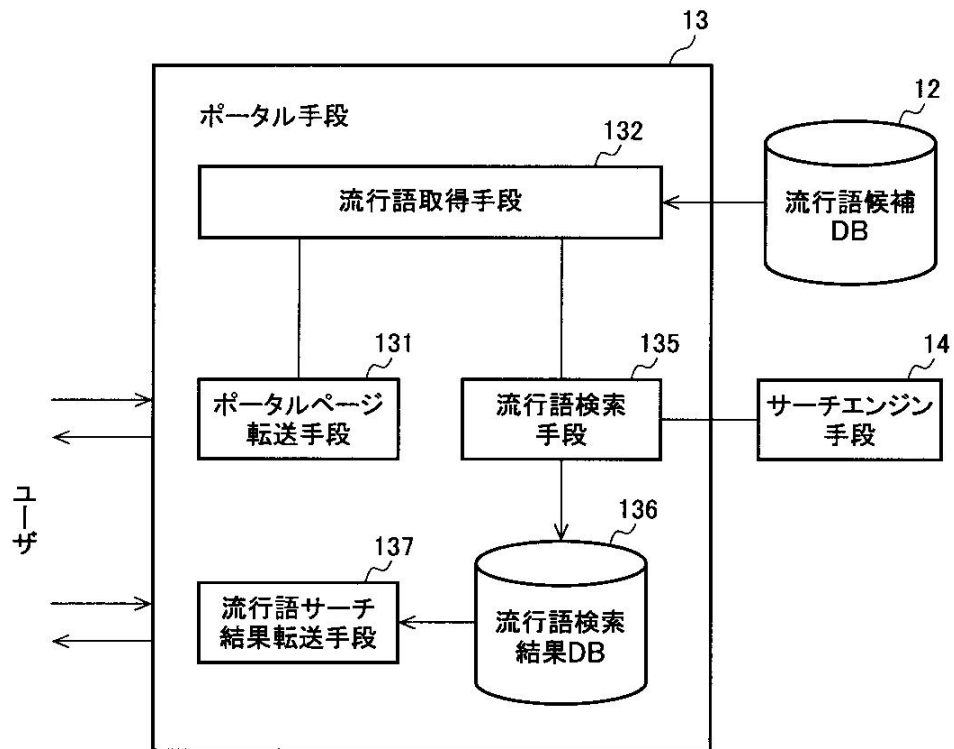 13
ポータル手段
12
132
流行語取得手段
流行語候補
DB
131
135
14
ポータルページ
転送手段
流行語検索
手段
サーチエンジン
手段
ユーザ
136
137
流行語サーチ
結果転送手段
流行語検索
結果DB